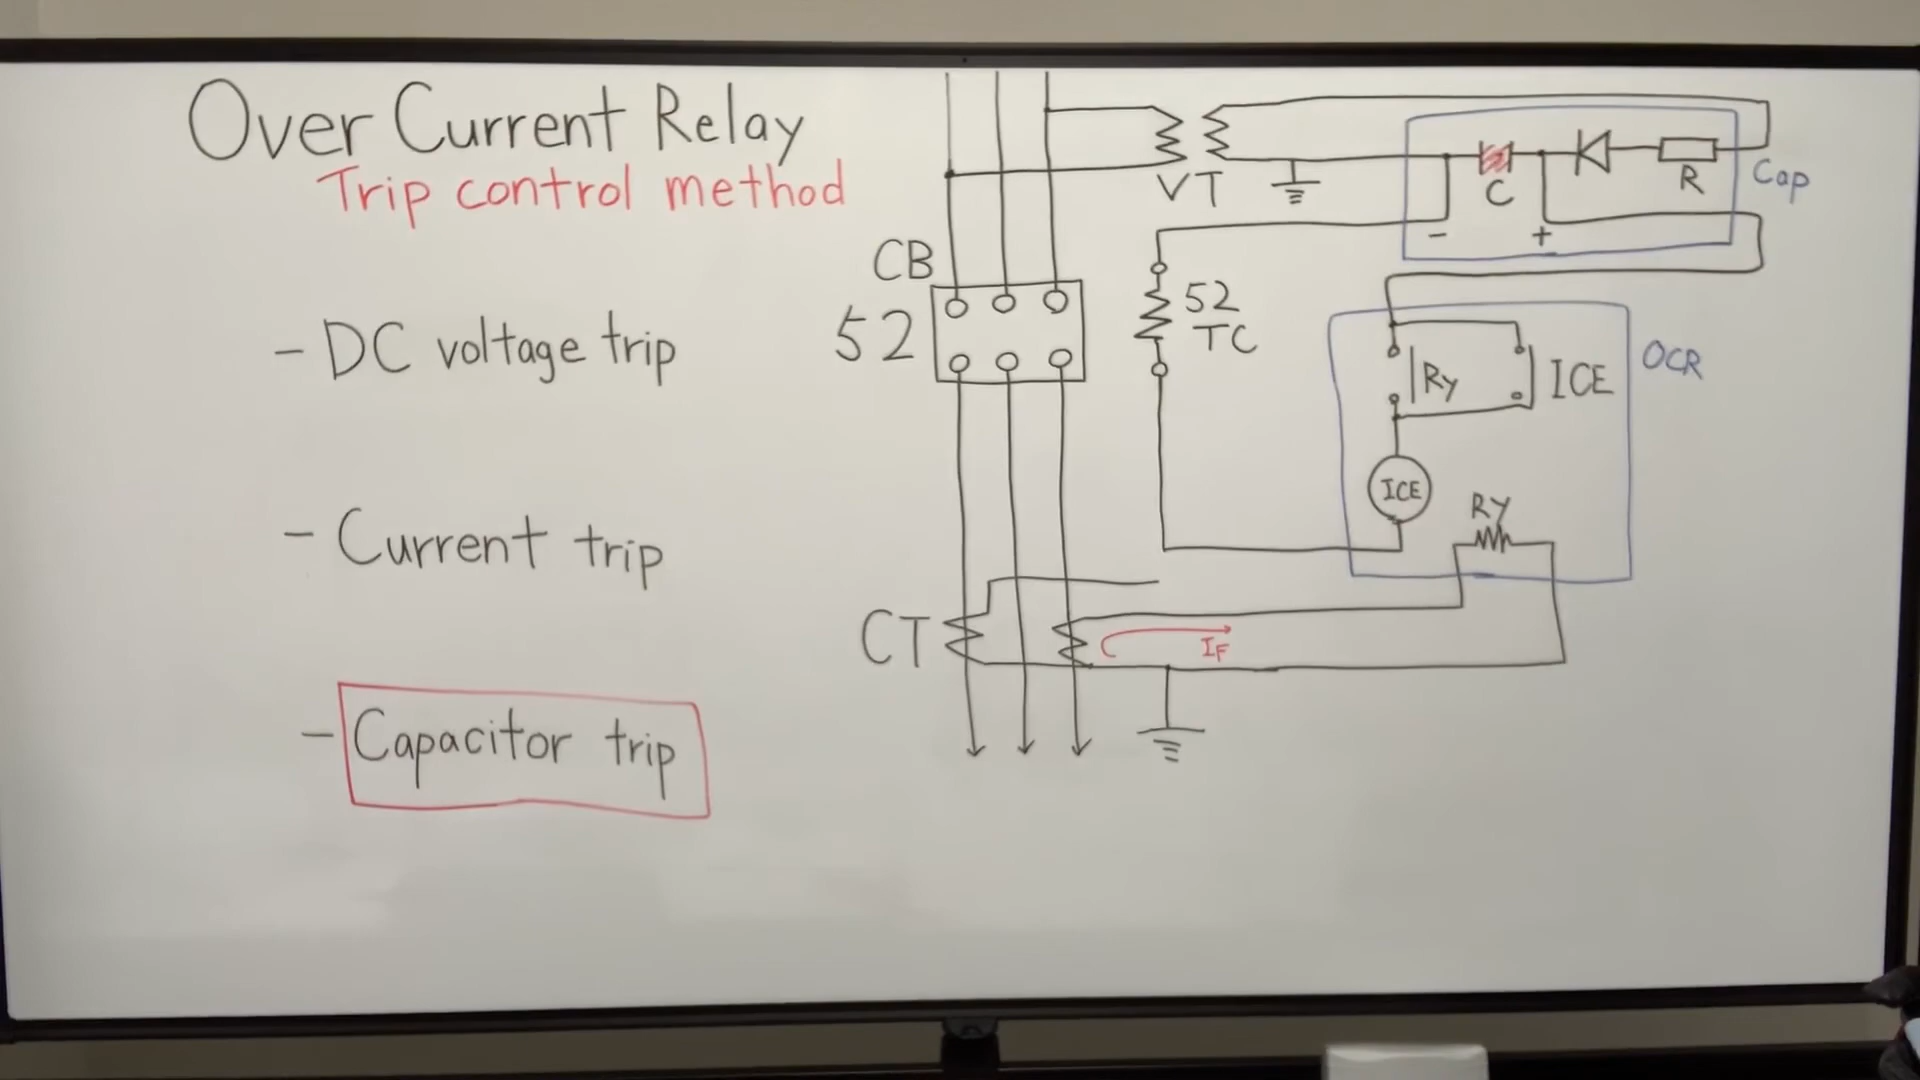 Over Current Relay
Trip control method
- DC voltage trip
- Current trip
- Capacitor trip
CB
52
VT
C
R
Cap
- +
52
TC
Ry
ICE
OCR
ICE
Ry
CT
IF